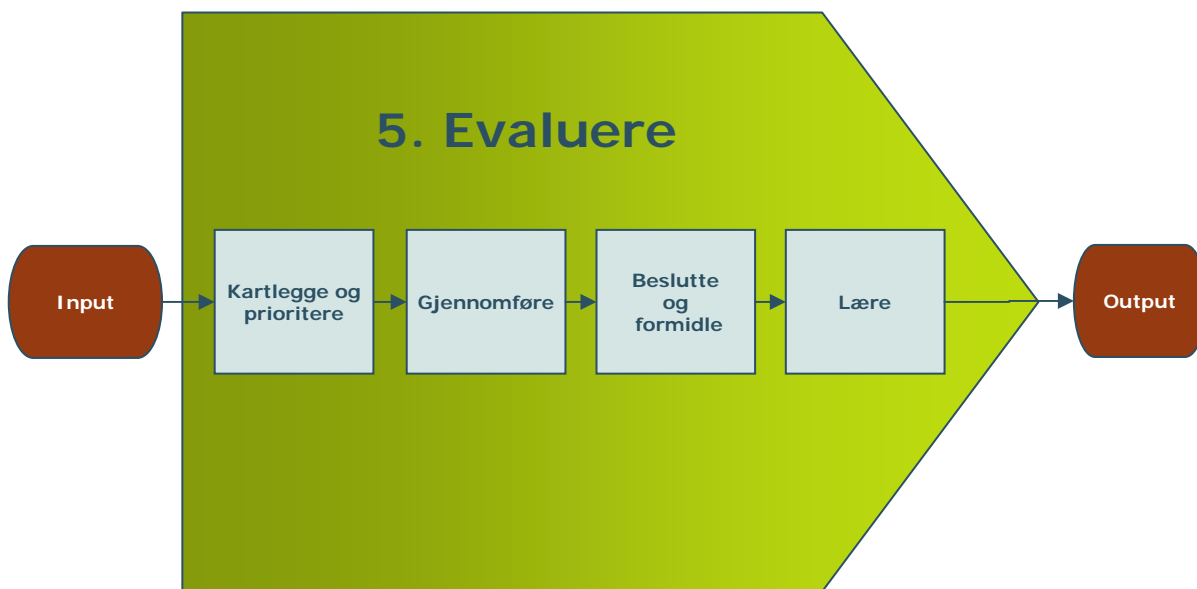 5. Evaluere
Input
Kartlegge og
prioritere
Gjennomføre
Beslutte
og
formidle
Lære
Output